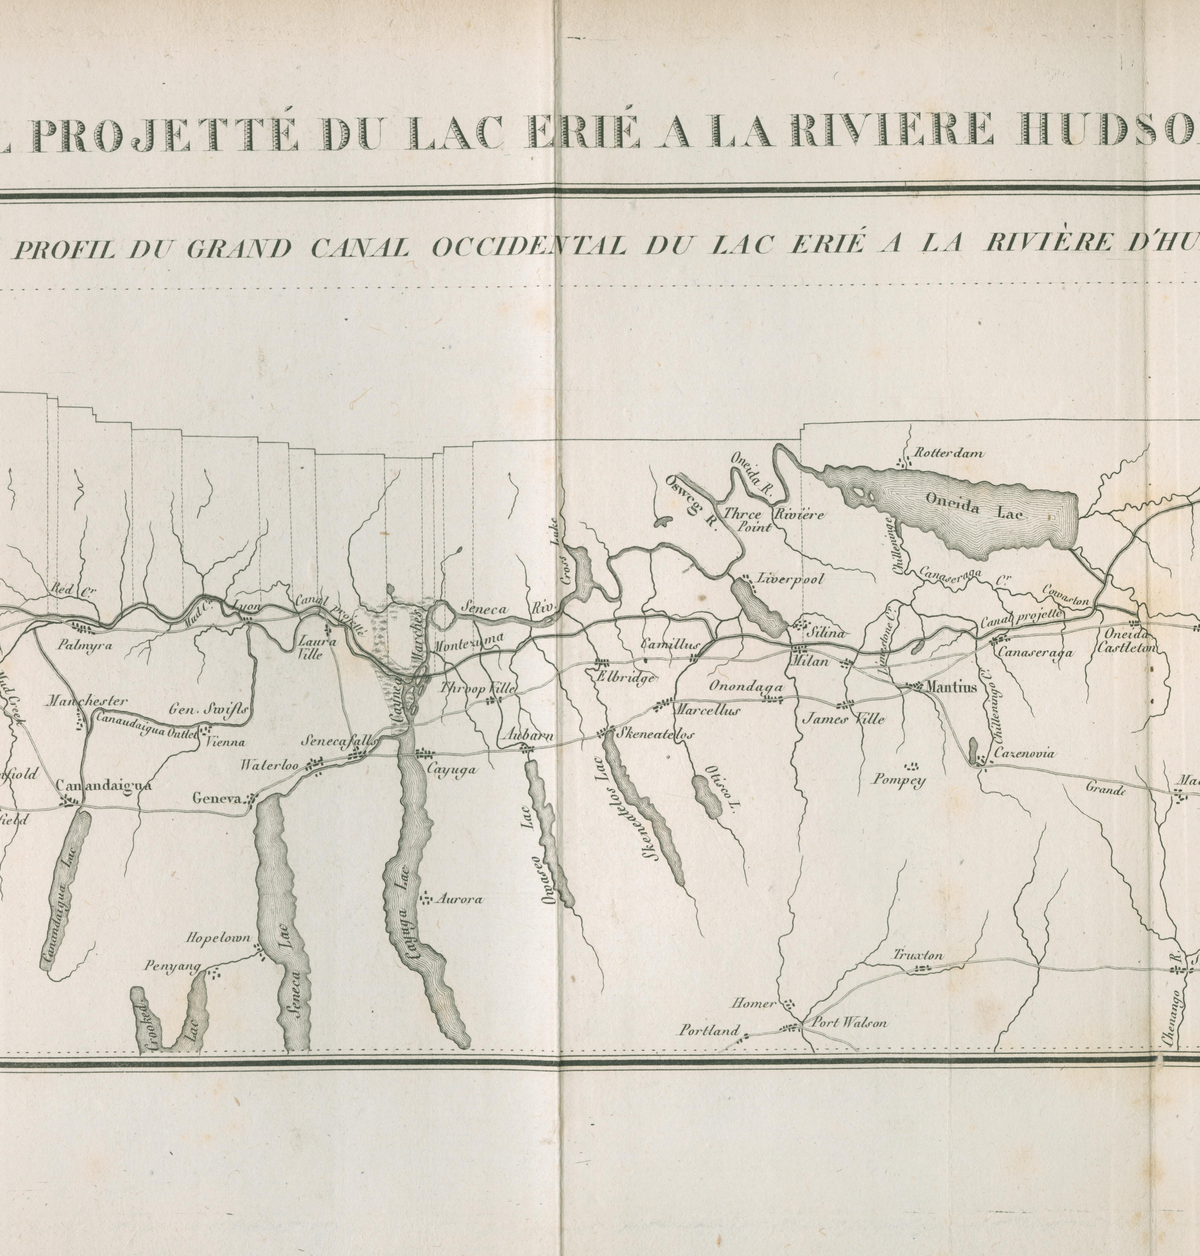 L PROJETTÉ DU LAC ERIÉ A LA RIVIERE HUDSO
PROFIL DU GRAND CANAL OCCIDENTAL DU LAC ERIÉ A LA RIVIÈRE D'HU
Rotterdam
Oneida R.
Oswego R.
Oneida Lac
Three Rivière
Point
Cross Lake
Chitteninge
Liverpool
Canaseraga Cr.
Red Cr.
Mud Cr.
Lyon
Canal Projetté
Seneca Riv.
Cowaston
Canal projetté
Palmyra
Laura
Ville
Marches
Montezuma
Camillus
Silina
Milan
Limestone Cr.
Canaseraga
Oneida
Castleton
Mud Creek
Manchester
Gen. Swifls
Canaudaigua Outlet
Vienna
Throop Ville
Elbridge
Onondaga
Mantius
Marcellus
James Ville
Chitteningo Cr.
Senecafalls
Aubarn
Skeneatelos
Waterloo
Cayuga
Cazenovia
Canandaigua
Geneva
Pompey
Otisco L.
Grande
Ma
field
Canandaigua Lac
Owasco Lac
Skeneatelos Lac
Cayuga Lac
Aurora
Hopetown
Penyang
Seneca Lac
Crooked Lac
Truxton
Homer
Portland
Port Walson
Chenango R.